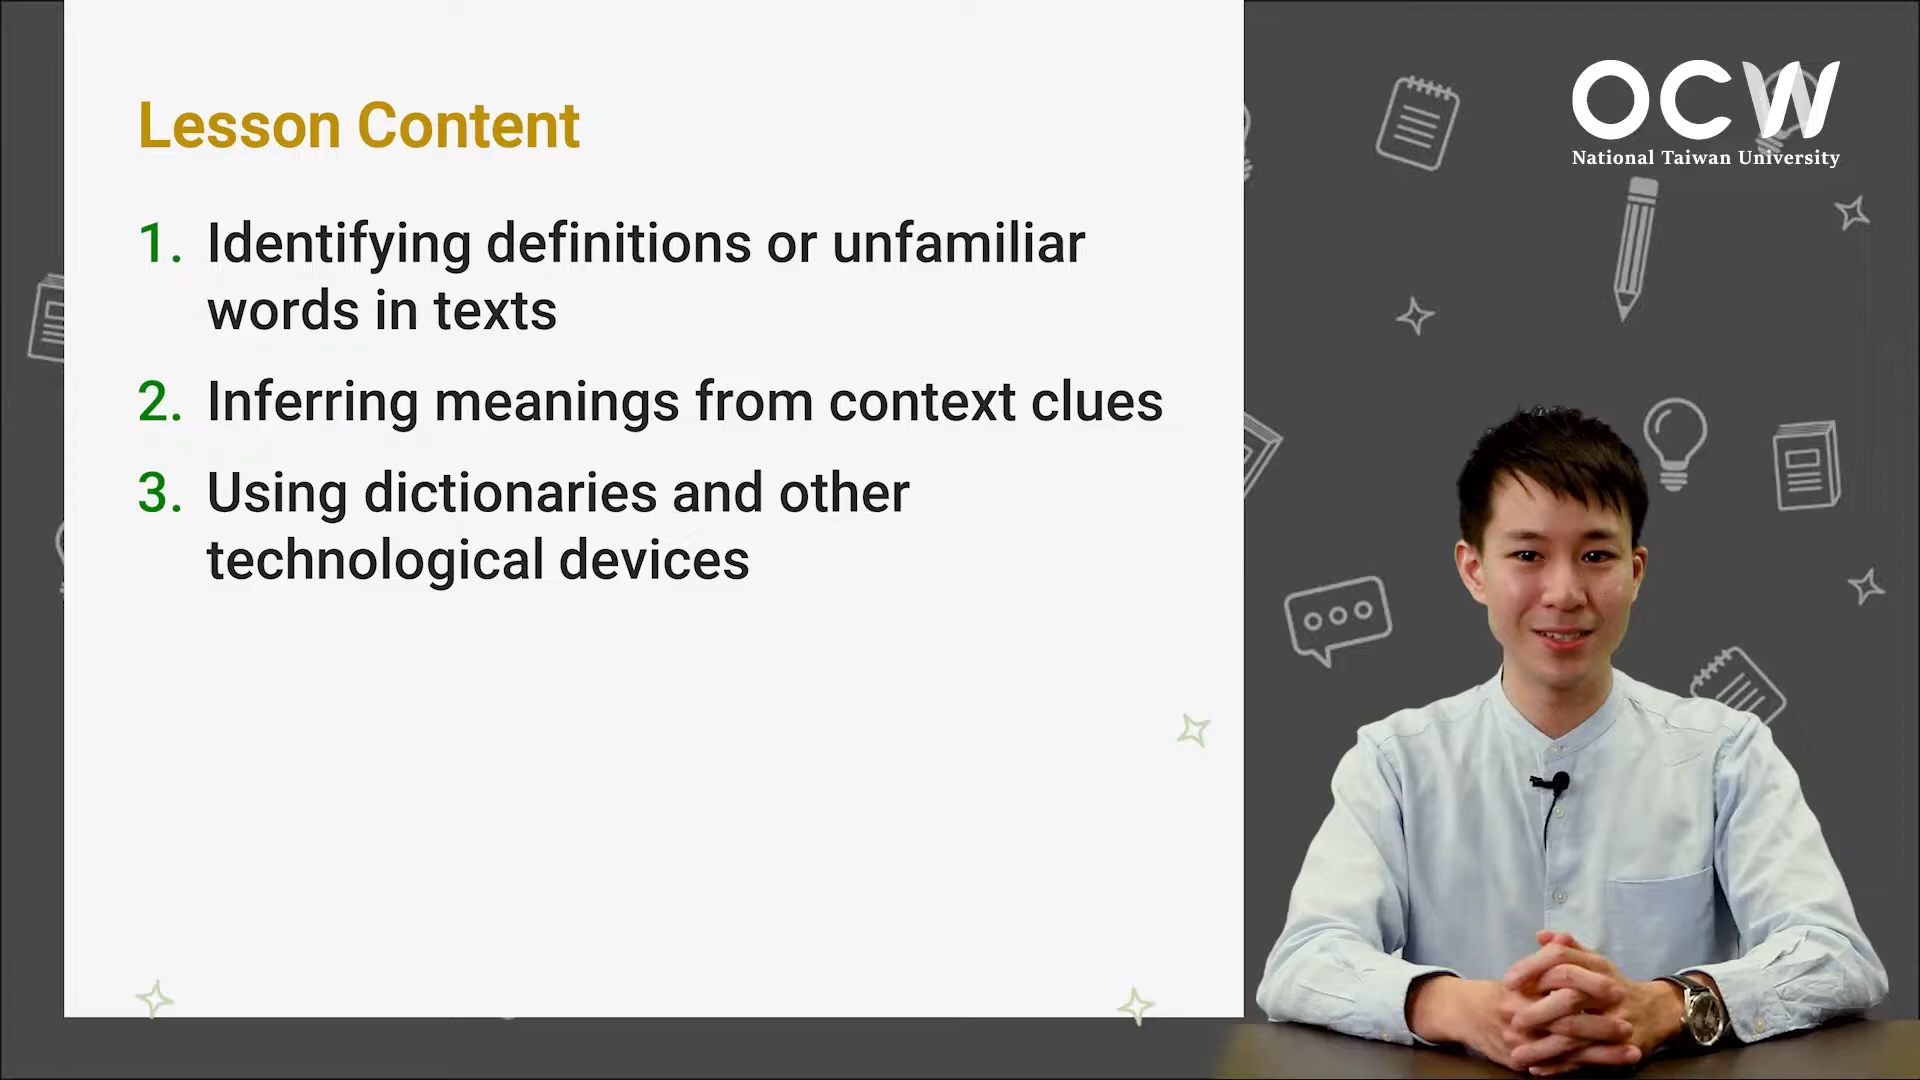 Lesson Content
1. Identifying definitions or unfamiliar
words in texts
2. Inferring meanings from context clues
3. Using dictionaries and other
technological devices
OCW
National Taiwan University